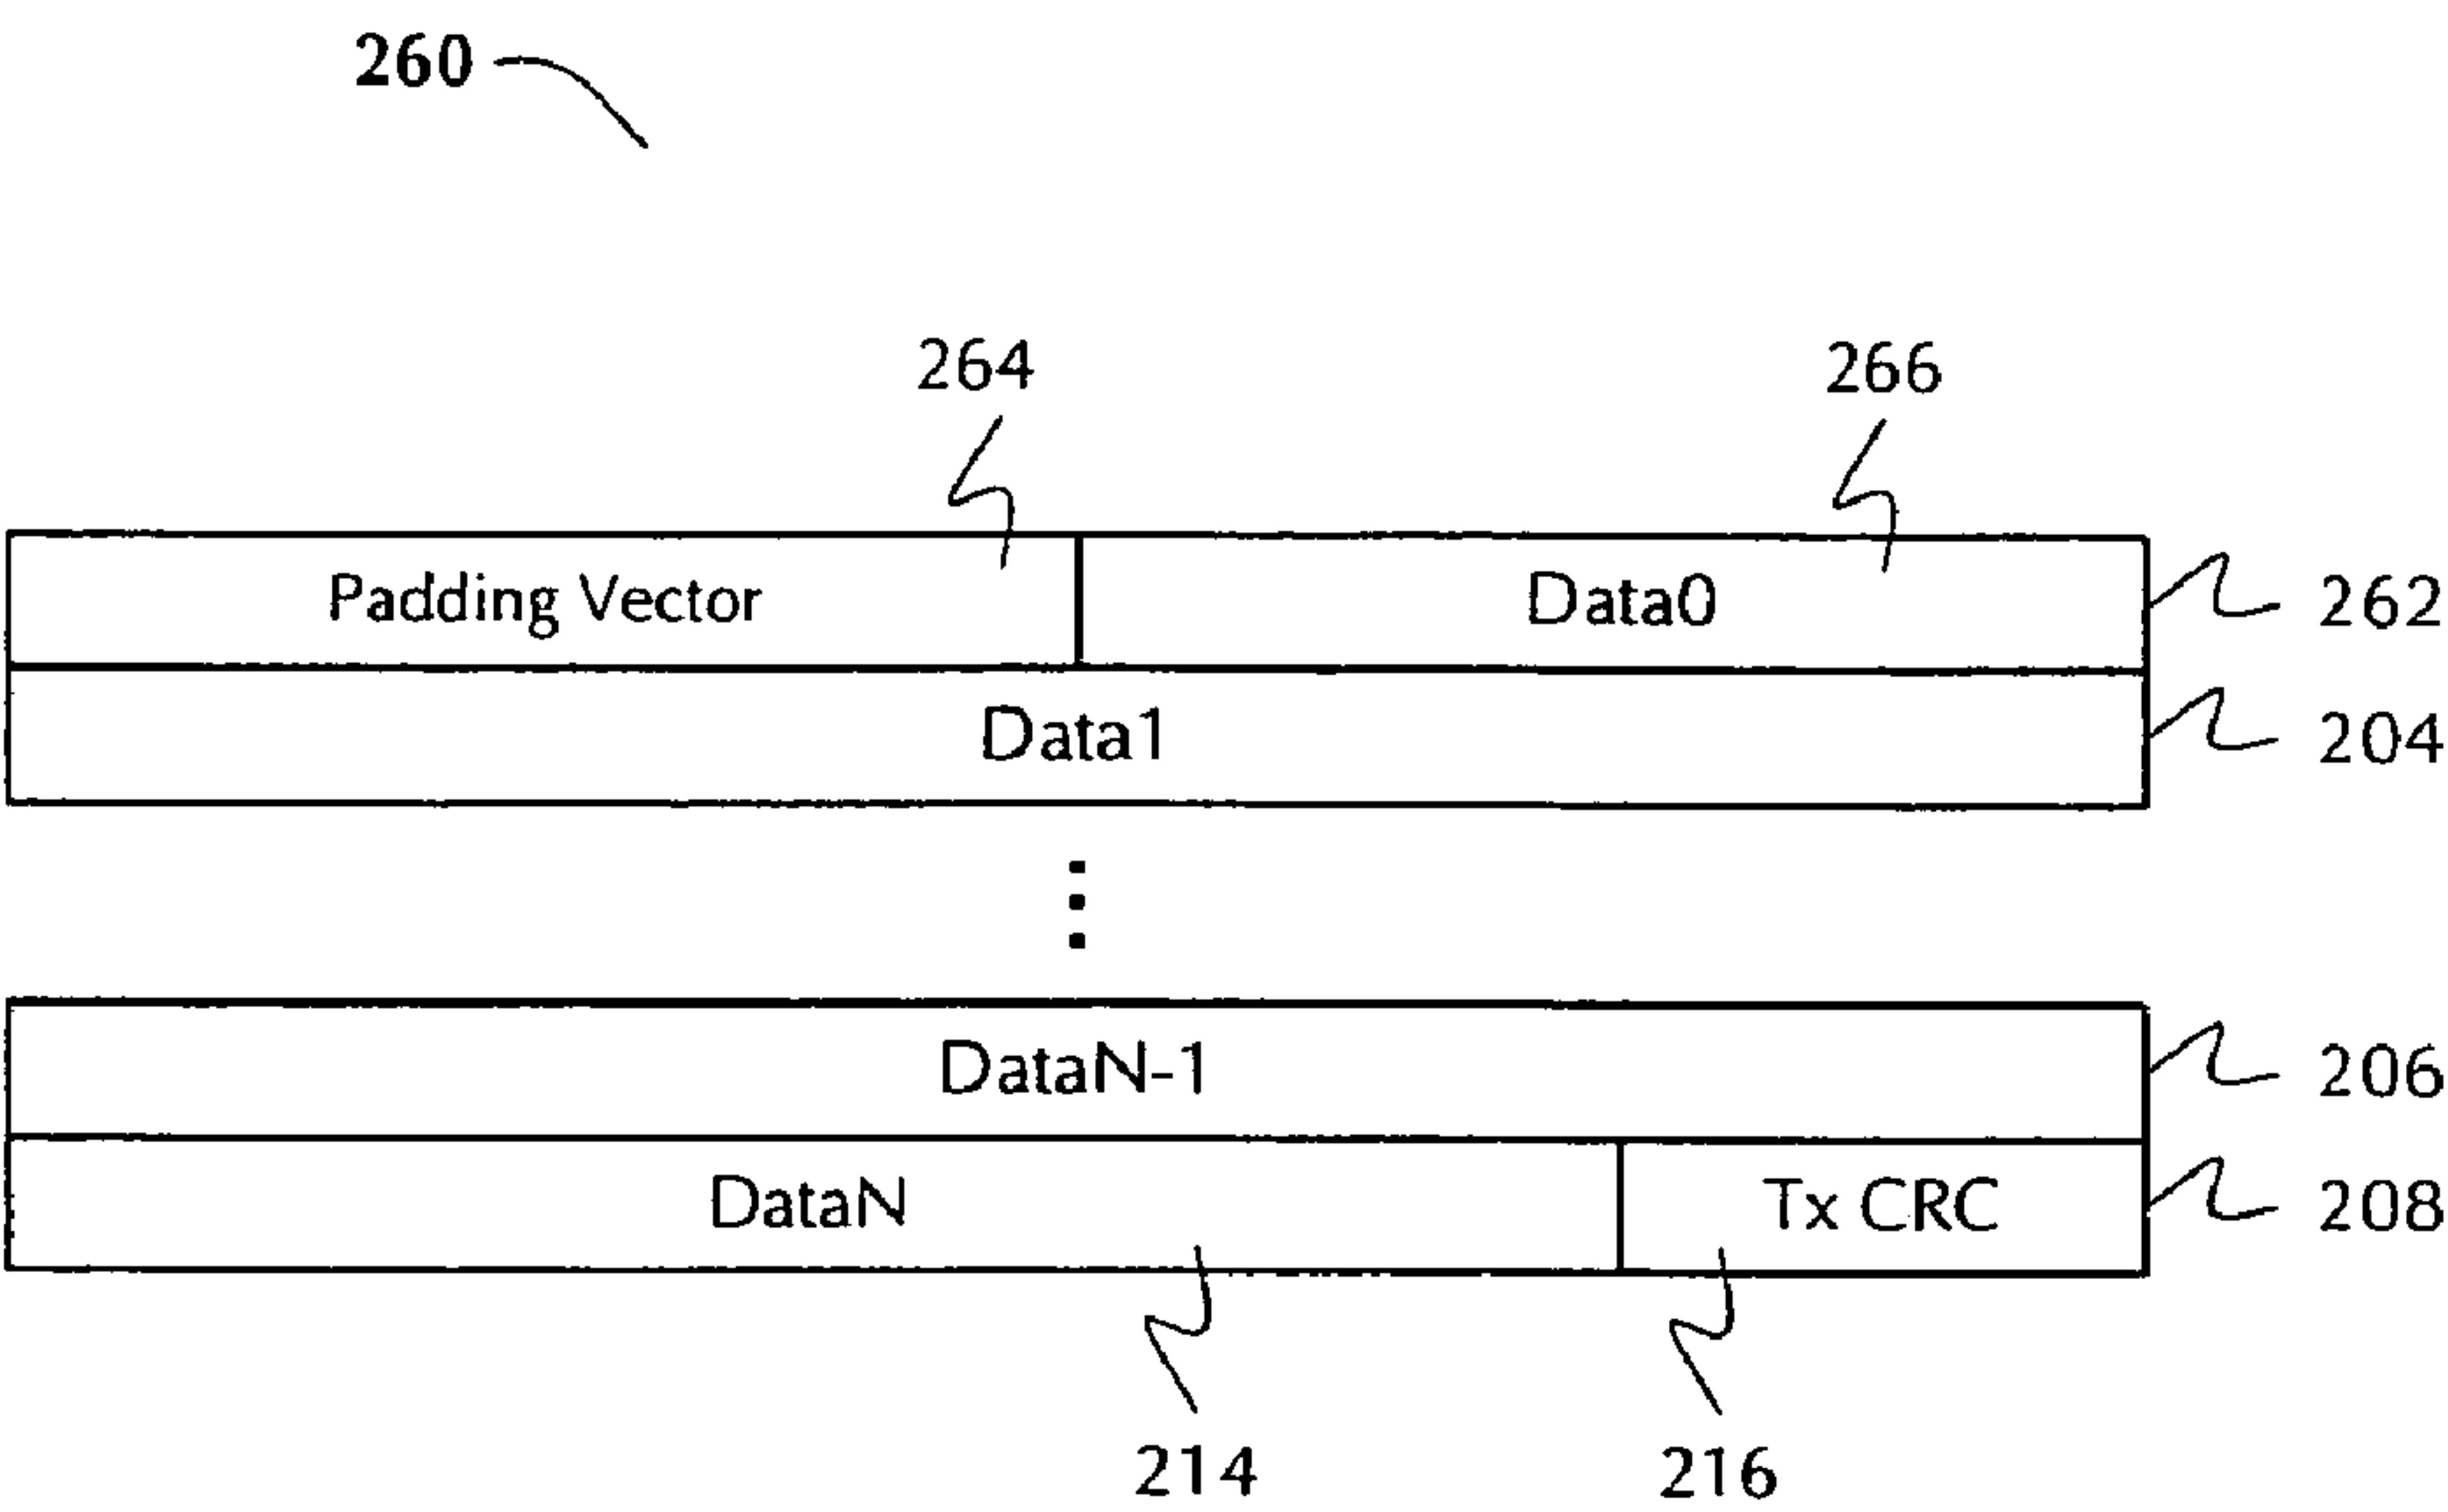 260
264 266
Padding Vector Data0 262
Data1 204
DataN-1 206
DataN Tx CRC 208
214 216